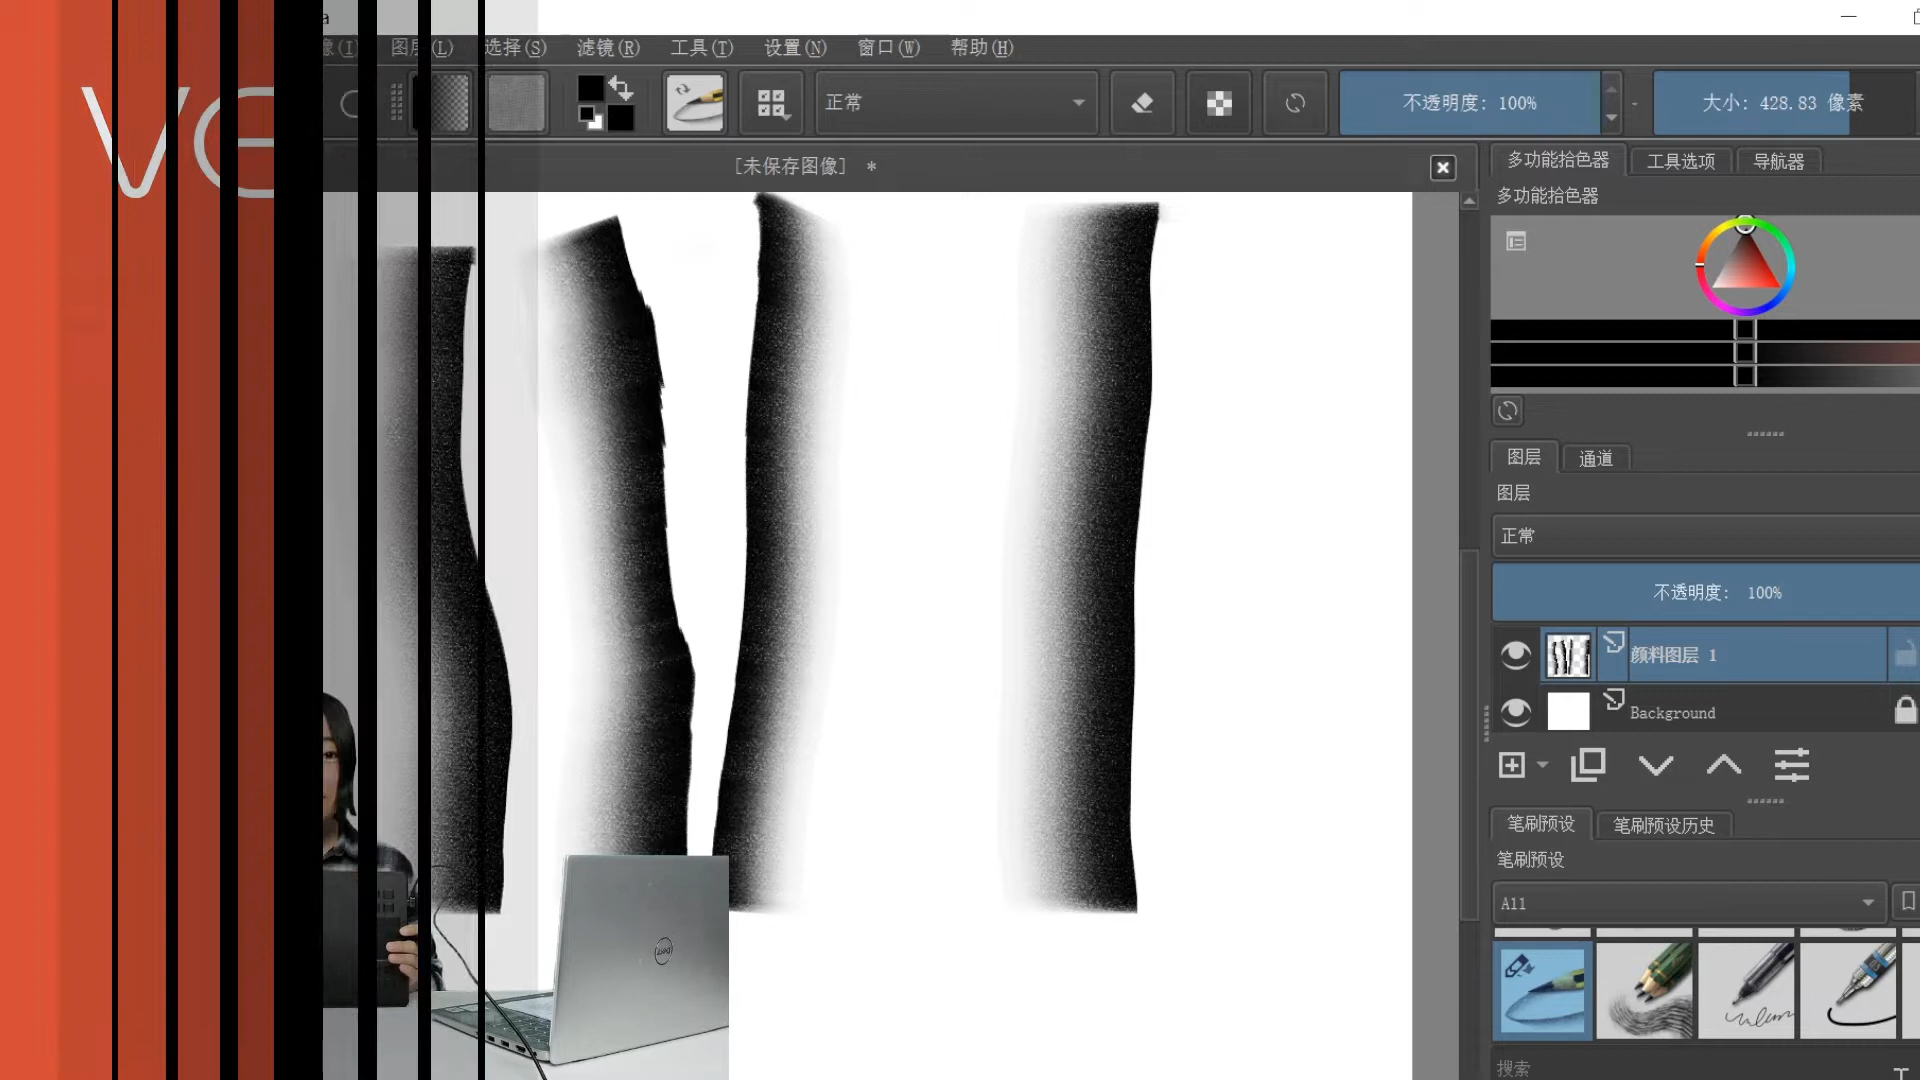 a
像(I) 图层(L) 选择(S) 滤镜(R) 工具(T) 设置(N) 窗口(W) 帮助(H)
正常
不透明度: 100%
大小: 428.83 像素
[未保存图像] *
多功能拾色器 工具选项 导航器
多功能拾色器
图层 通道
图层
正常
不透明度: 100%
颜料图层 1
Background
笔刷预设 笔刷预设历史
笔刷预设
All
搜索
VE
DELL